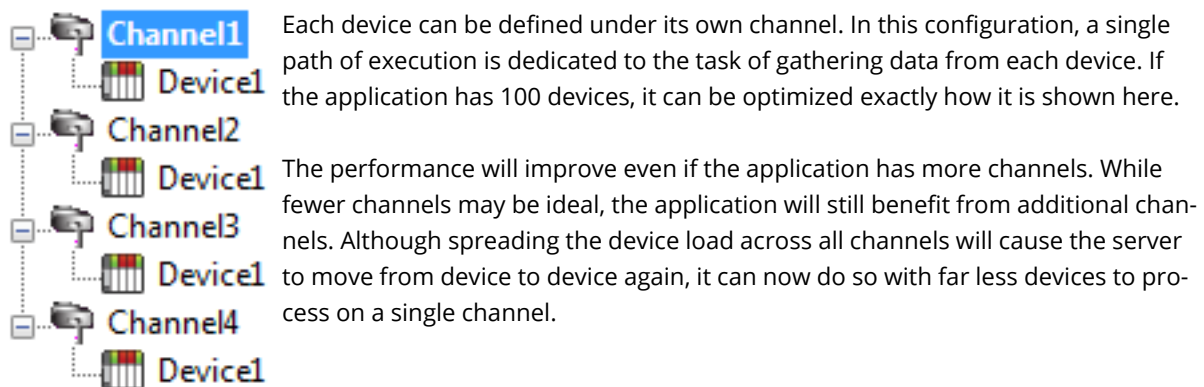 Channel1
Device1
Channel2
Device1
Channel3
Device1
Channel4
Device1
Each device can be defined under its own channel. In this configuration, a single
path of execution is dedicated to the task of gathering data from each device. If
the application has 100 devices, it can be optimized exactly how it is shown here.
The performance will improve even if the application has more channels. While
fewer channels may be ideal, the application will still benefit from additional chan-
nels. Although spreading the device load across all channels will cause the server
to move from device to device again, it can now do so with far less devices to pro-
cess on a single channel.